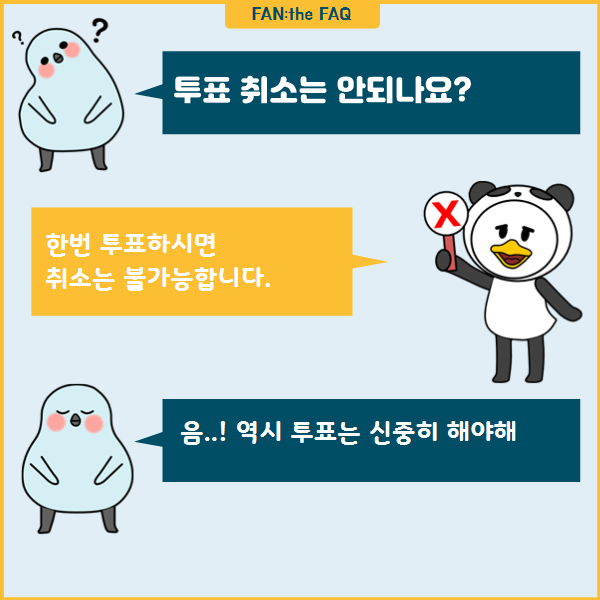 FAN:the FAQ
? ?
투표 취소는 안되나요?
X
한번 투표하시면
취소는 불가능합니다.
음..! 역시 투표는 신중히 해야해